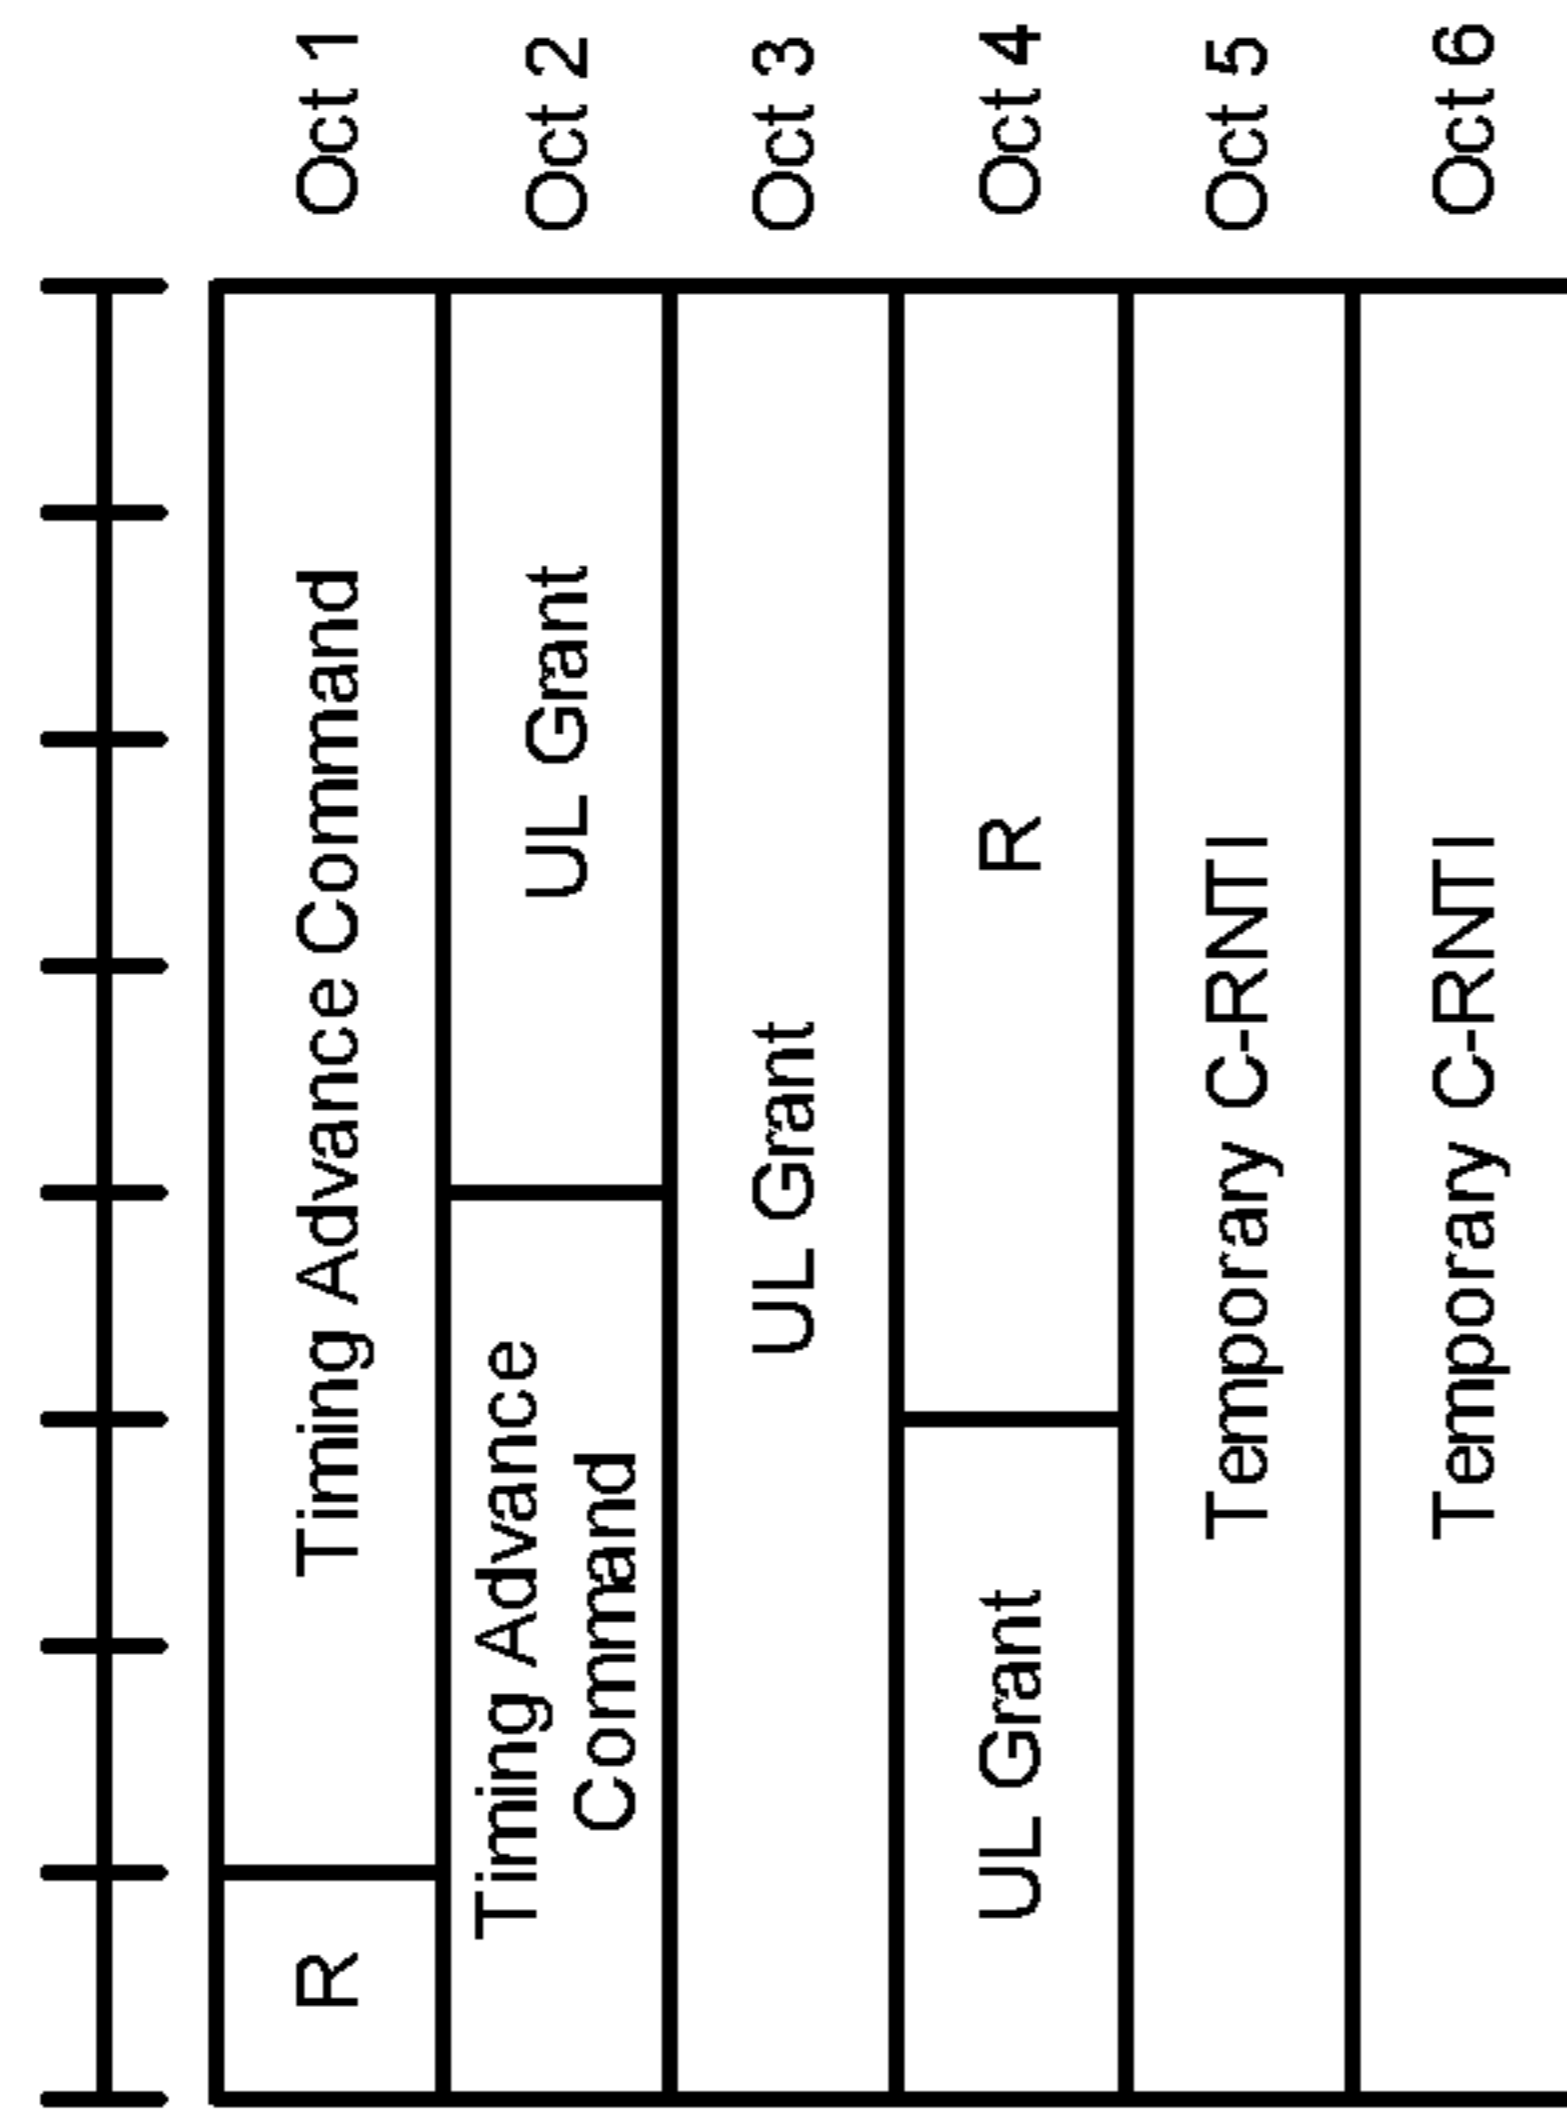 R
Timing Advance Command
Oct 1
Timing Advance
Command
UL Grant
Oct 2
UL Grant
Oct 3
UL Grant
R
Oct 4
Temporary C-RNTI
Oct 5
Temporary C-RNTI
Oct 6